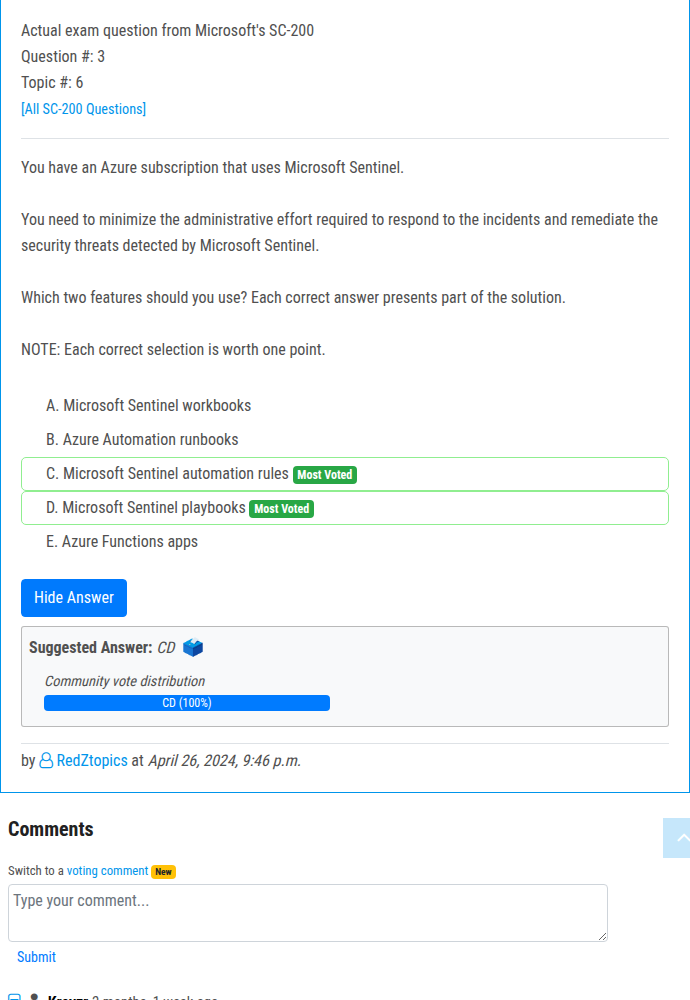 Actual exam question from Microsoft's SC-200
Question #: 3
Topic #: 6
[All SC-200 Questions]
You have an Azure subscription that uses Microsoft Sentinel.
You need to minimize the administrative effort required to respond to the incidents and remediate the
security threats detected by Microsoft Sentinel.
Which two features should you use? Each correct answer presents part of the solution.
NOTE: Each correct selection is worth one point.
A. Microsoft Sentinel workbooks
B. Azure Automation runbooks
C. Microsoft Sentinel automation rules Most Voted
D. Microsoft Sentinel playbooks Most Voted
E. Azure Functions apps
Hide Answer
Suggested Answer: CD
Community vote distribution
CD (100%)
by RedZtopics at April 26, 2024, 9:46 p.m.
Comments
Switch to a voting comment New
Type your comment...
Submit
2 months, 1 week ago